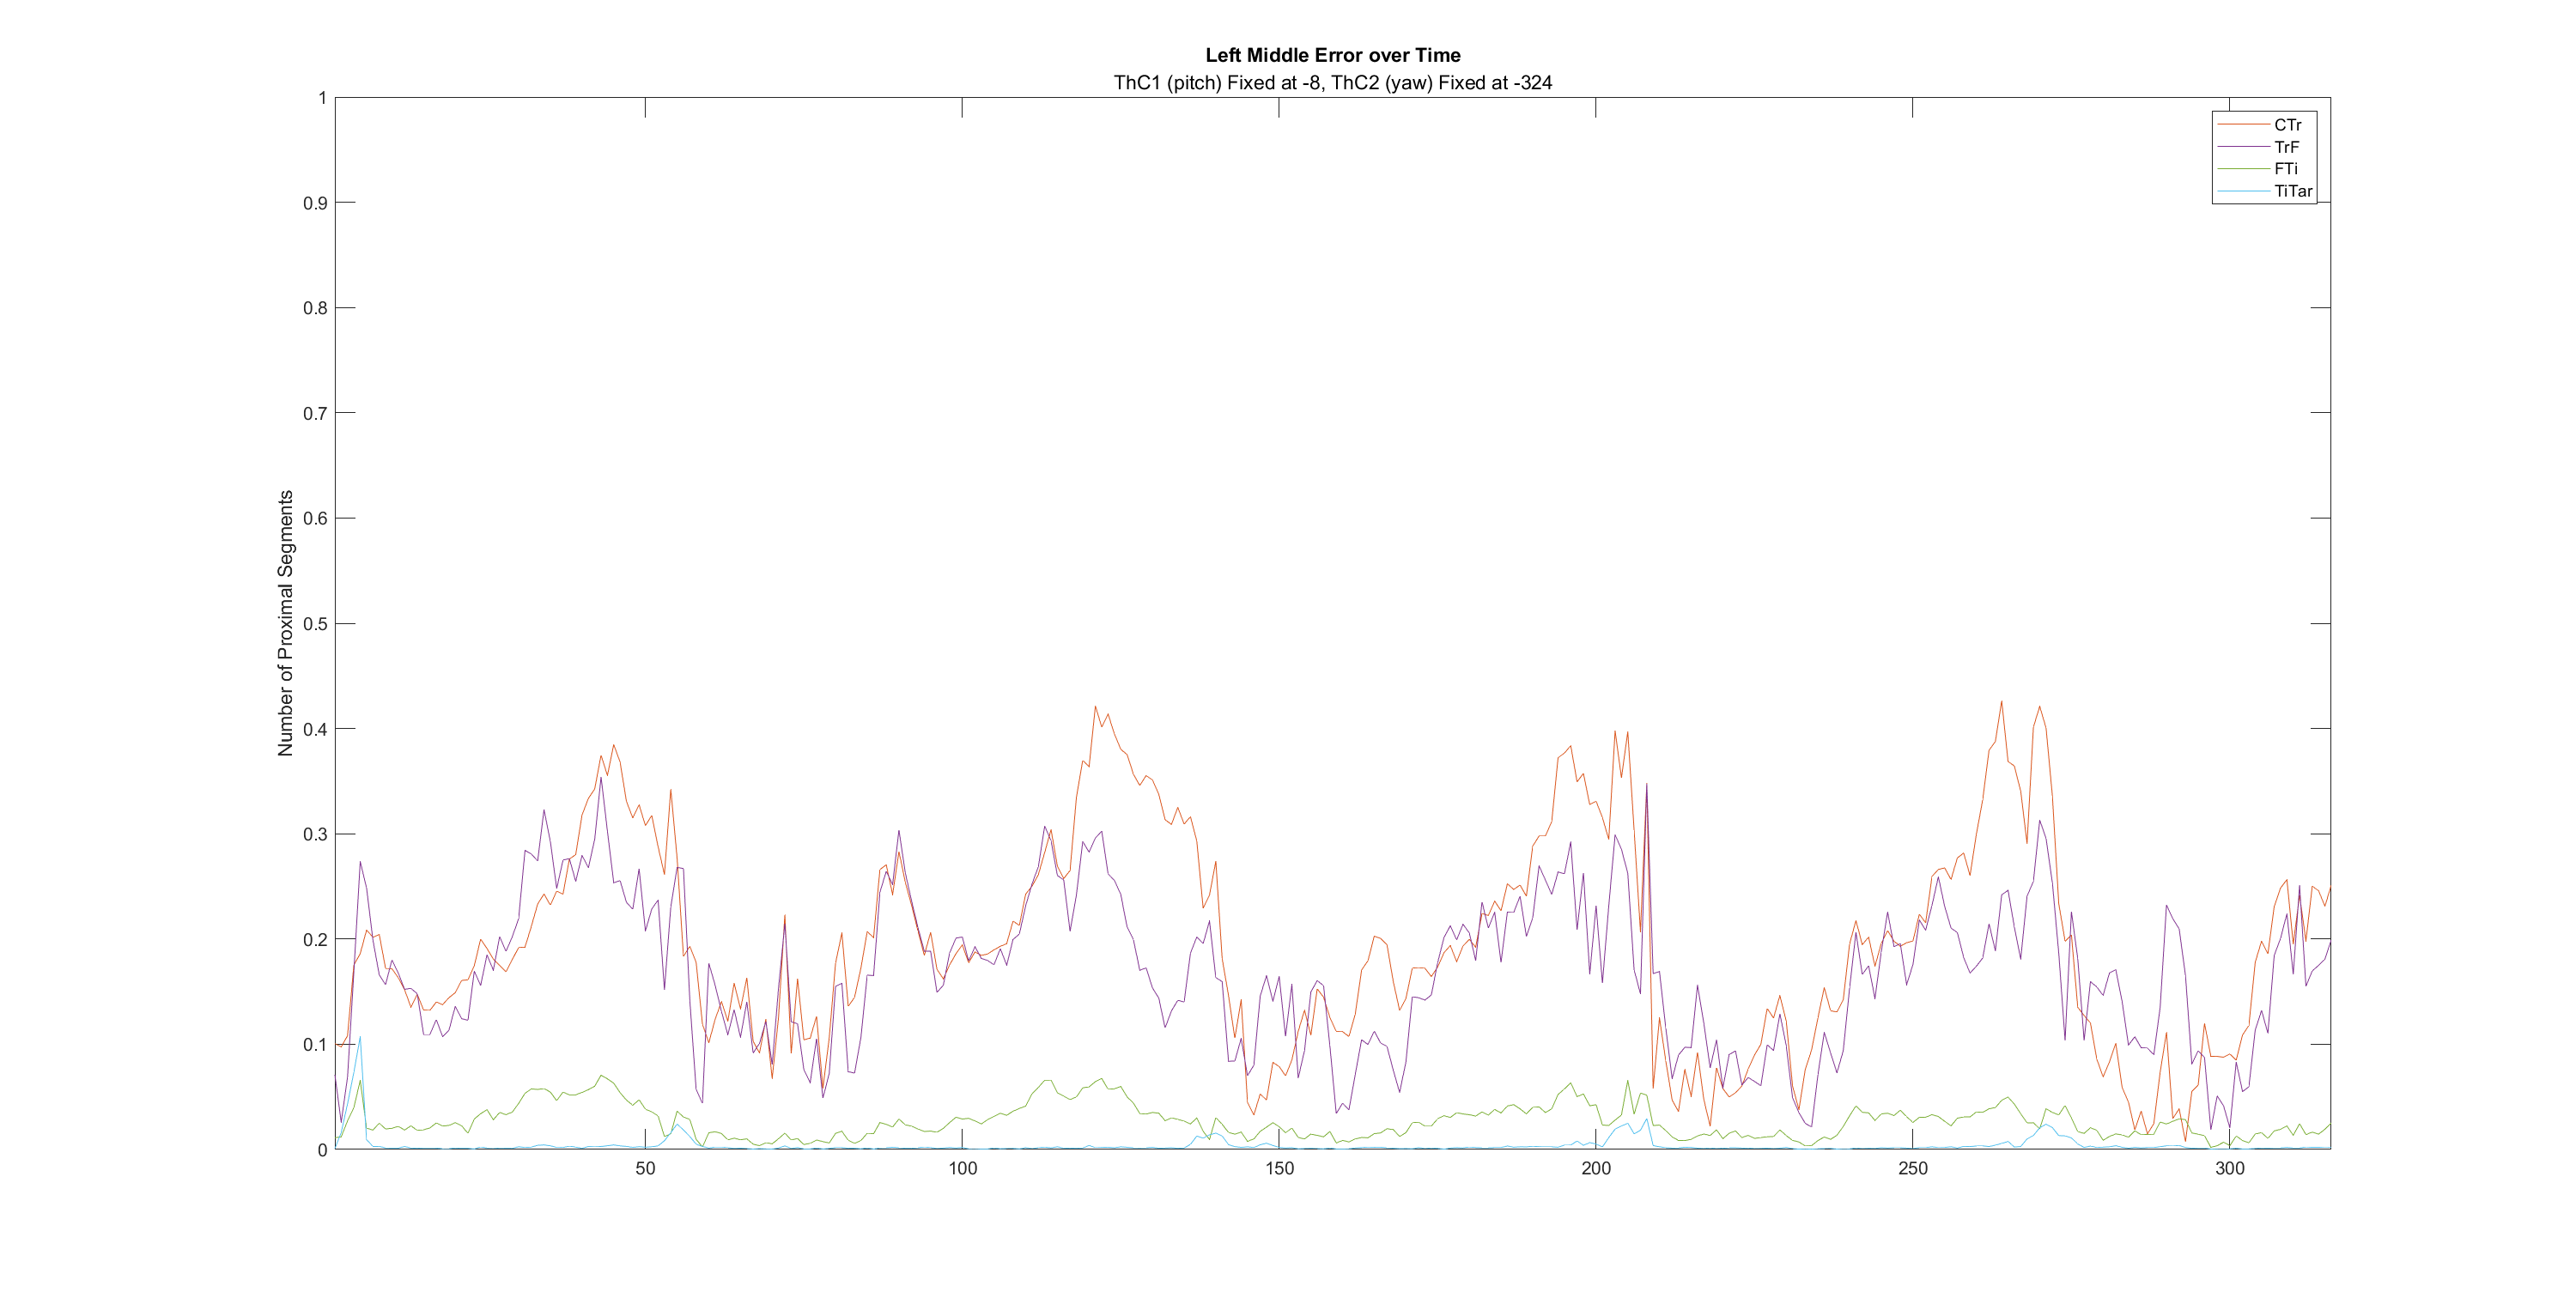 Left Middle Error over Time
ThC1 (pitch) Fixed at -8, ThC2 (yaw) Fixed at -324
1
0.9
0.8
0.7
0.6
0.5
0.4
0.3
0.2
0.1
0
Number of Proximal Segments
CTr
TrF
FTi
TiTar
50
100
150
200
250
300